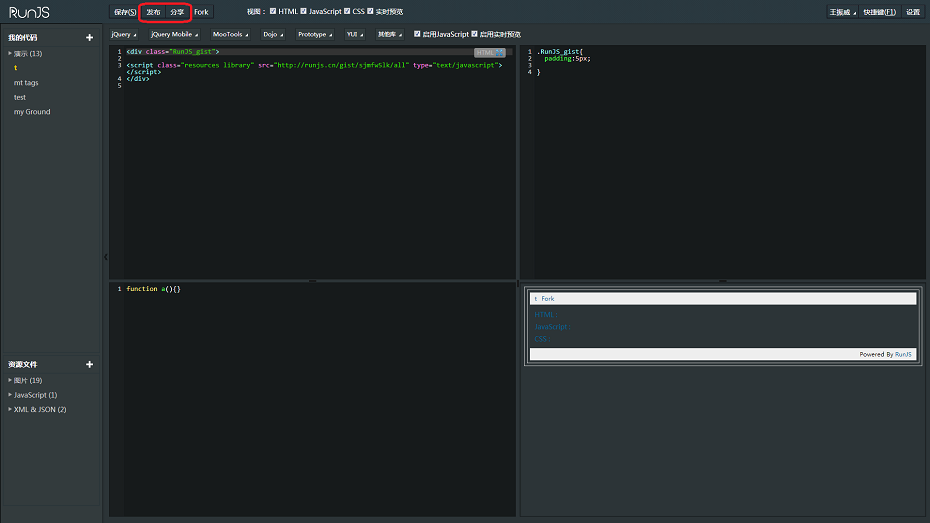 RunJS
保存(S) 发布 分享 Fork 视图： HTML JavaScript CSS 实时预览 王振威 快捷键(F1) 设置
jQuery jQuery Mobile MooTools Dojo Prototype YUI 其他库 启用JavaScript 启用实时预览
我的代码
演示 (13)
t
mt tags
test
my Ground
资源文件
图片 (19)
JavaScript (1)
XML & JSON (2)
HTML
1 <div class="RunJS_gist">
2
3 <script class="resources library" src="http://runjs.cn/gist/sjmfw5lk/all" type="text/javascript">
</script>
4 </div>
5
1 .RunJS_gist{
2 padding:5px;
3
4 }
1 function a(){}
t Fork
HTML :
JavaScript :
CSS :
Powered By RunJS